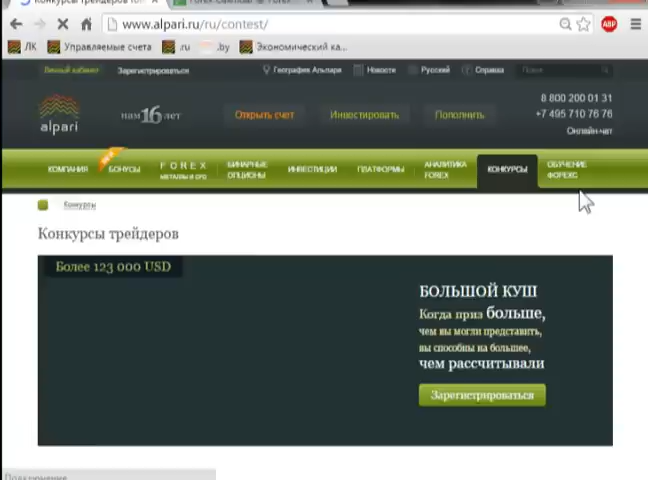 Конкурсы трейдеров
www.alpari.ru/ru/contest/
ABP
ЛК
Управляемые счета
.ru
.by
Экономический ка...
Личный кабинет
Зарегистрироваться
География Альпари
Новости
Русский
Справка
Поиск
alpari
нам 16 лет
Открыть счет
Инвестировать
Пополнить
8 800 200 01 31
+7 495 710 76 76
Онлайн-чат
КОМПАНИЯ
БОНУСЫ
FOREX
МЕТАЛЛЫ И CFD
БИНАРНЫЕ
ОПЦИОНЫ
ИНВЕСТИЦИИ
ПЛАТФОРМЫ
АНАЛИТИКА
FOREX
КОНКУРСЫ
ОБУЧЕНИЕ
ФОРЕКС
Конкурсы
Конкурсы трейдеров
Более 123 000 USD
БОЛЬШОЙ КУШ
Когда приз больше,
чем вы могли представить,
вы способны на большее,
чем рассчитывали
Зарегистрироваться